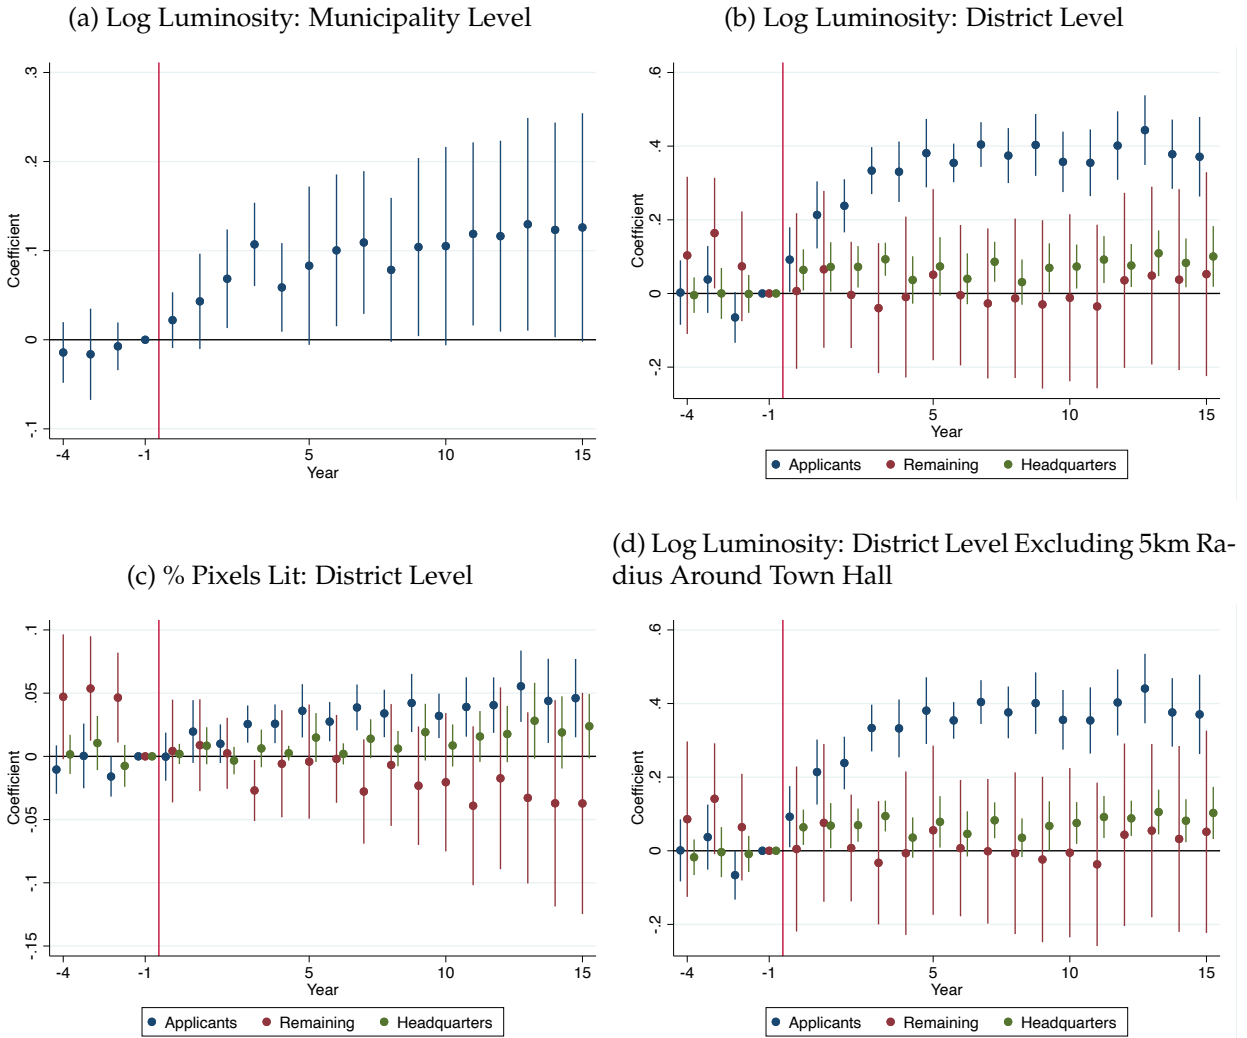 (a) Log Luminosity: Municipality Level
.3
.2
.1
0
-.1
Coefficient
-4
-1
5
10
15
Year
(b) Log Luminosity: District Level
.6
.4
.2
0
-.2
Coefficient
-4
-1
5
10
15
Year
Applicants Remaining Headquarters
(c) % Pixels Lit: District Level
.1
.05
0
-.05
-.1
-.15
Coefficient
-4
-1
5
10
15
Year
Applicants Remaining Headquarters
(d) Log Luminosity: District Level Excluding 5km Ra-
dius Around Town Hall
.6
.4
.2
0
-.2
Coefficient
-4
-1
5
10
15
Year
Applicants Remaining Headquarters